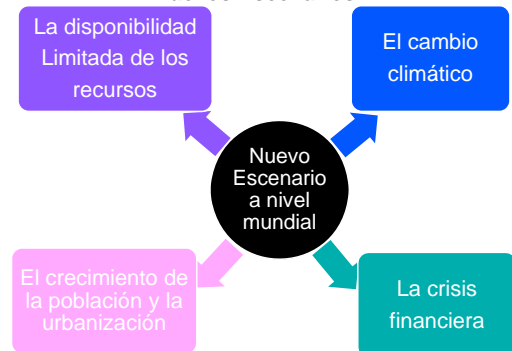 La disponibilidad
Limitada de los
recursos
El cambio
climático
Nuevo
Escenario
a nivel
mundial
El crecimiento de
la población y la
urbanización
La crisis
financiera